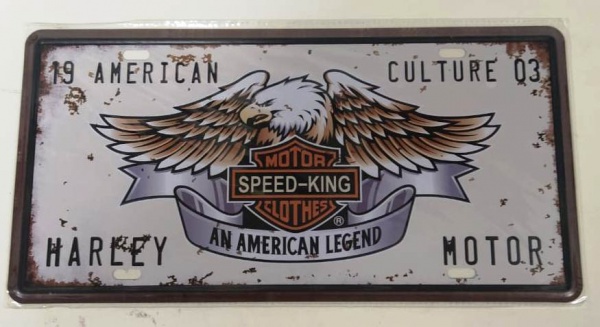 19 AMERICAN CULTURE 03
MOTOR
SPEED-KING
CLOTHES
®
AN AMERICAN LEGEND
HARLEY MOTOR